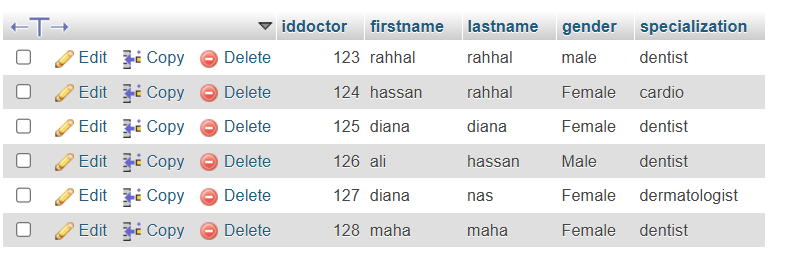 iddoctor firstname lastname gender specialization
Edit Copy Delete 123 rahhal rahhal male dentist
Edit Copy Delete 124 hassan rahhal Female cardio
Edit Copy Delete 125 diana diana Female dentist
Edit Copy Delete 126 ali hassan Male dentist
Edit Copy Delete 127 diana nas Female dermatologist
Edit Copy Delete 128 maha maha Female dentist